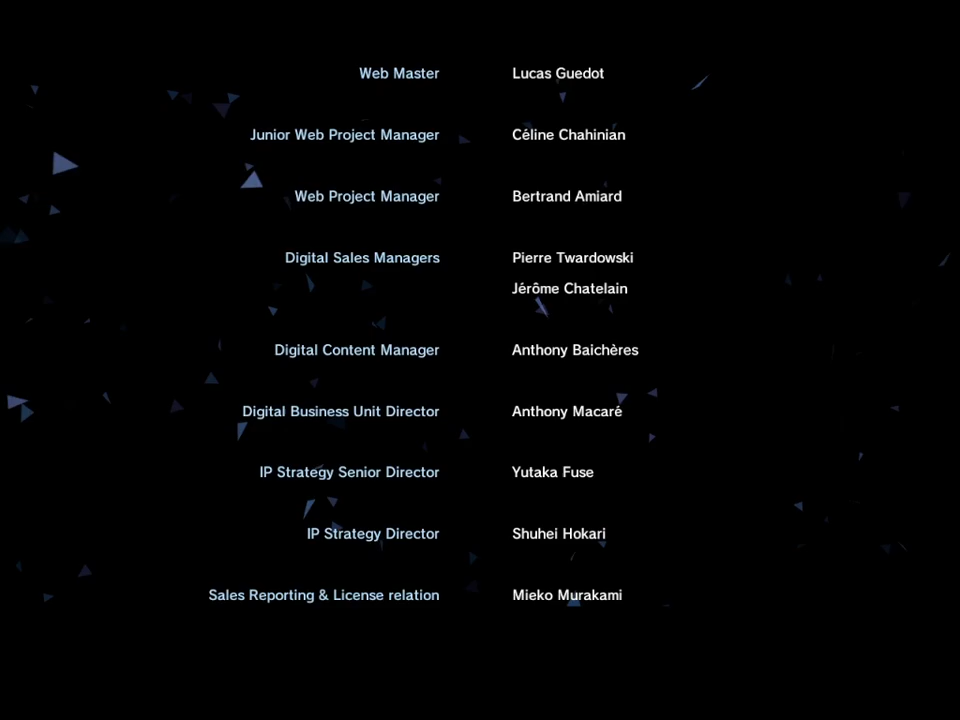 Web Master Lucas Guedot
Junior Web Project Manager Céline Chahinian
Web Project Manager Bertrand Amiard
Digital Sales Managers Pierre Twardowski
Jérôme Chatelain
Digital Content Manager Anthony Baichères
Digital Business Unit Director Anthony Macaré
IP Strategy Senior Director Yutaka Fuse
IP Strategy Director Shuhei Hokari
Sales Reporting & License relation Mieko Murakami